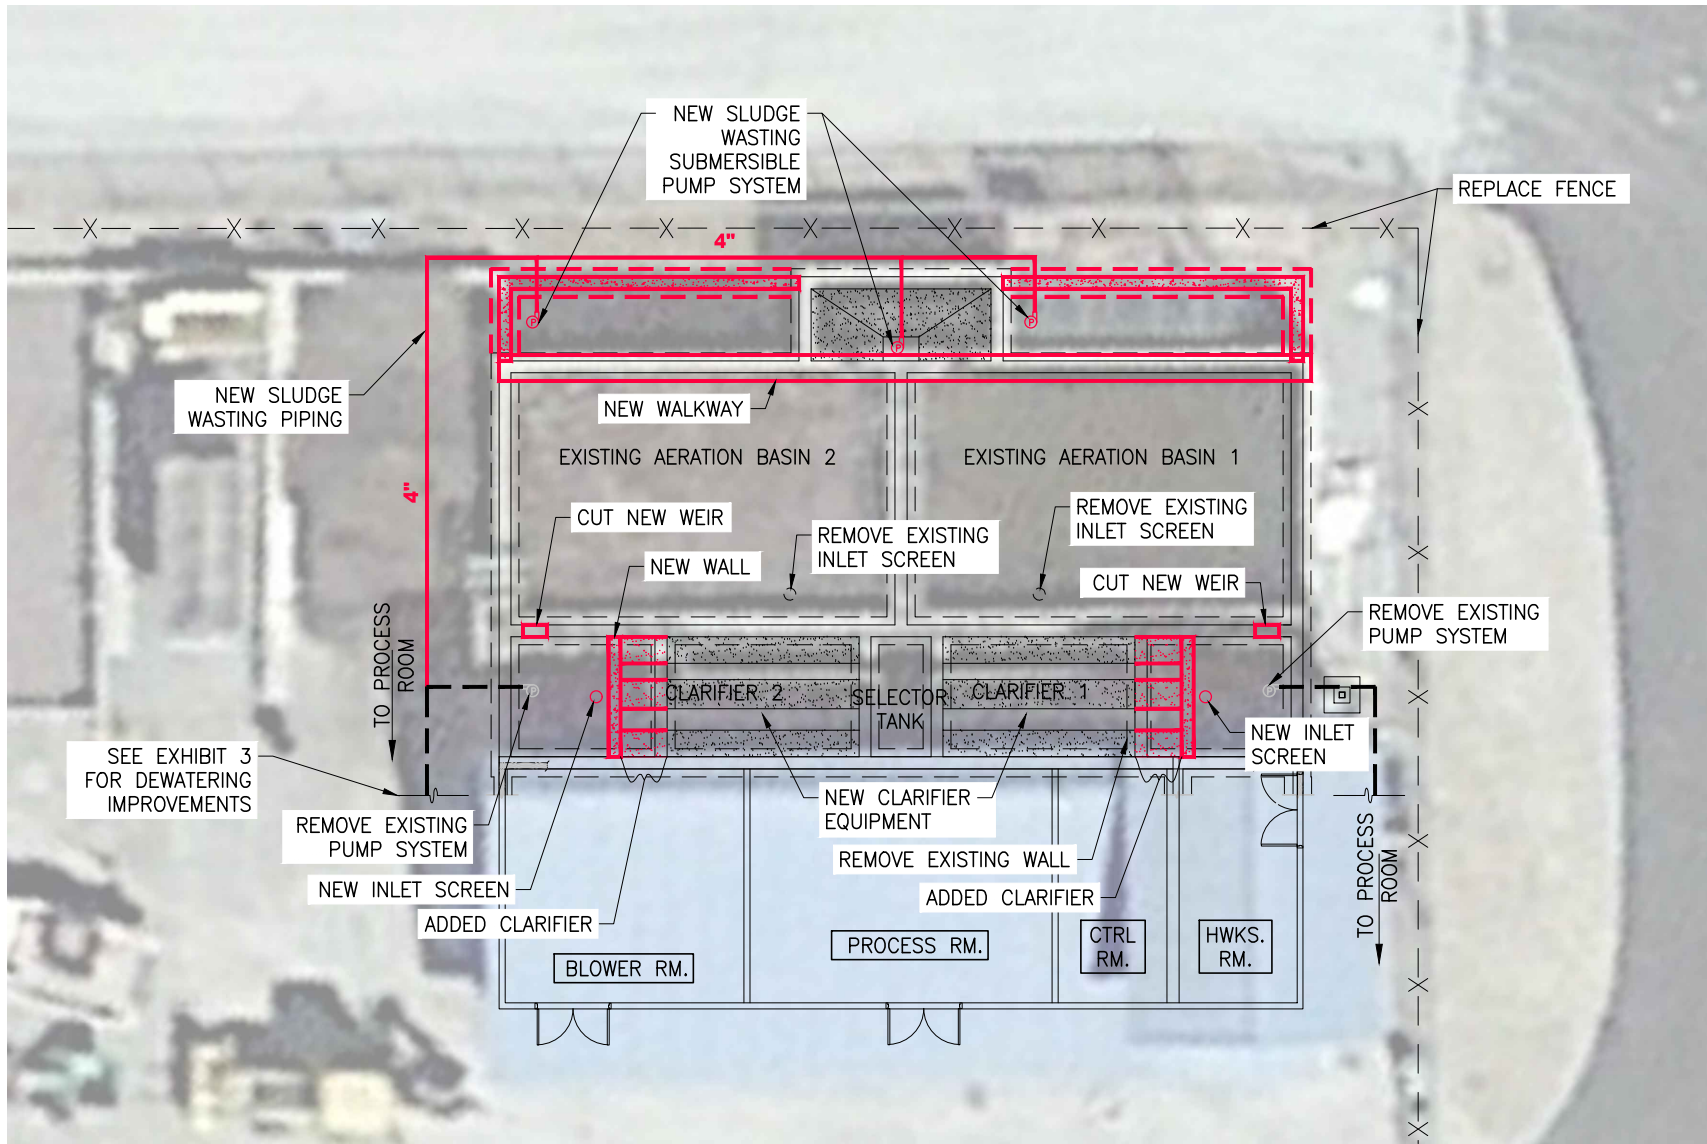 NEW SLUDGE
WASTING
SUBMERSIBLE
PUMP SYSTEM
REPLACE FENCE
4"
NEW SLUDGE
WASTING PIPING
NEW WALKWAY
EXISTING AERATION BASIN 2
EXISTING AERATION BASIN 1
4"
CUT NEW WEIR
REMOVE EXISTING
INLET SCREEN
REMOVE EXISTING
INLET SCREEN
NEW WALL
CUT NEW WEIR
REMOVE EXISTING
PUMP SYSTEM
TO PROCESS
ROOM
CLARIFIER 2
SELECTOR
TANK
CLARIFIER 1
NEW INLET
SCREEN
SEE EXHIBIT 3
FOR DEWATERING
IMPROVEMENTS
REMOVE EXISTING
PUMP SYSTEM
NEW CLARIFIER
EQUIPMENT
REMOVE EXISTING WALL
NEW INLET SCREEN
ADDED CLARIFIER
ADDED CLARIFIER
TO PROCESS
ROOM
BLOWER RM.
PROCESS RM.
CTRL
RM.
HWKS.
RM.
P
P
P
P
P